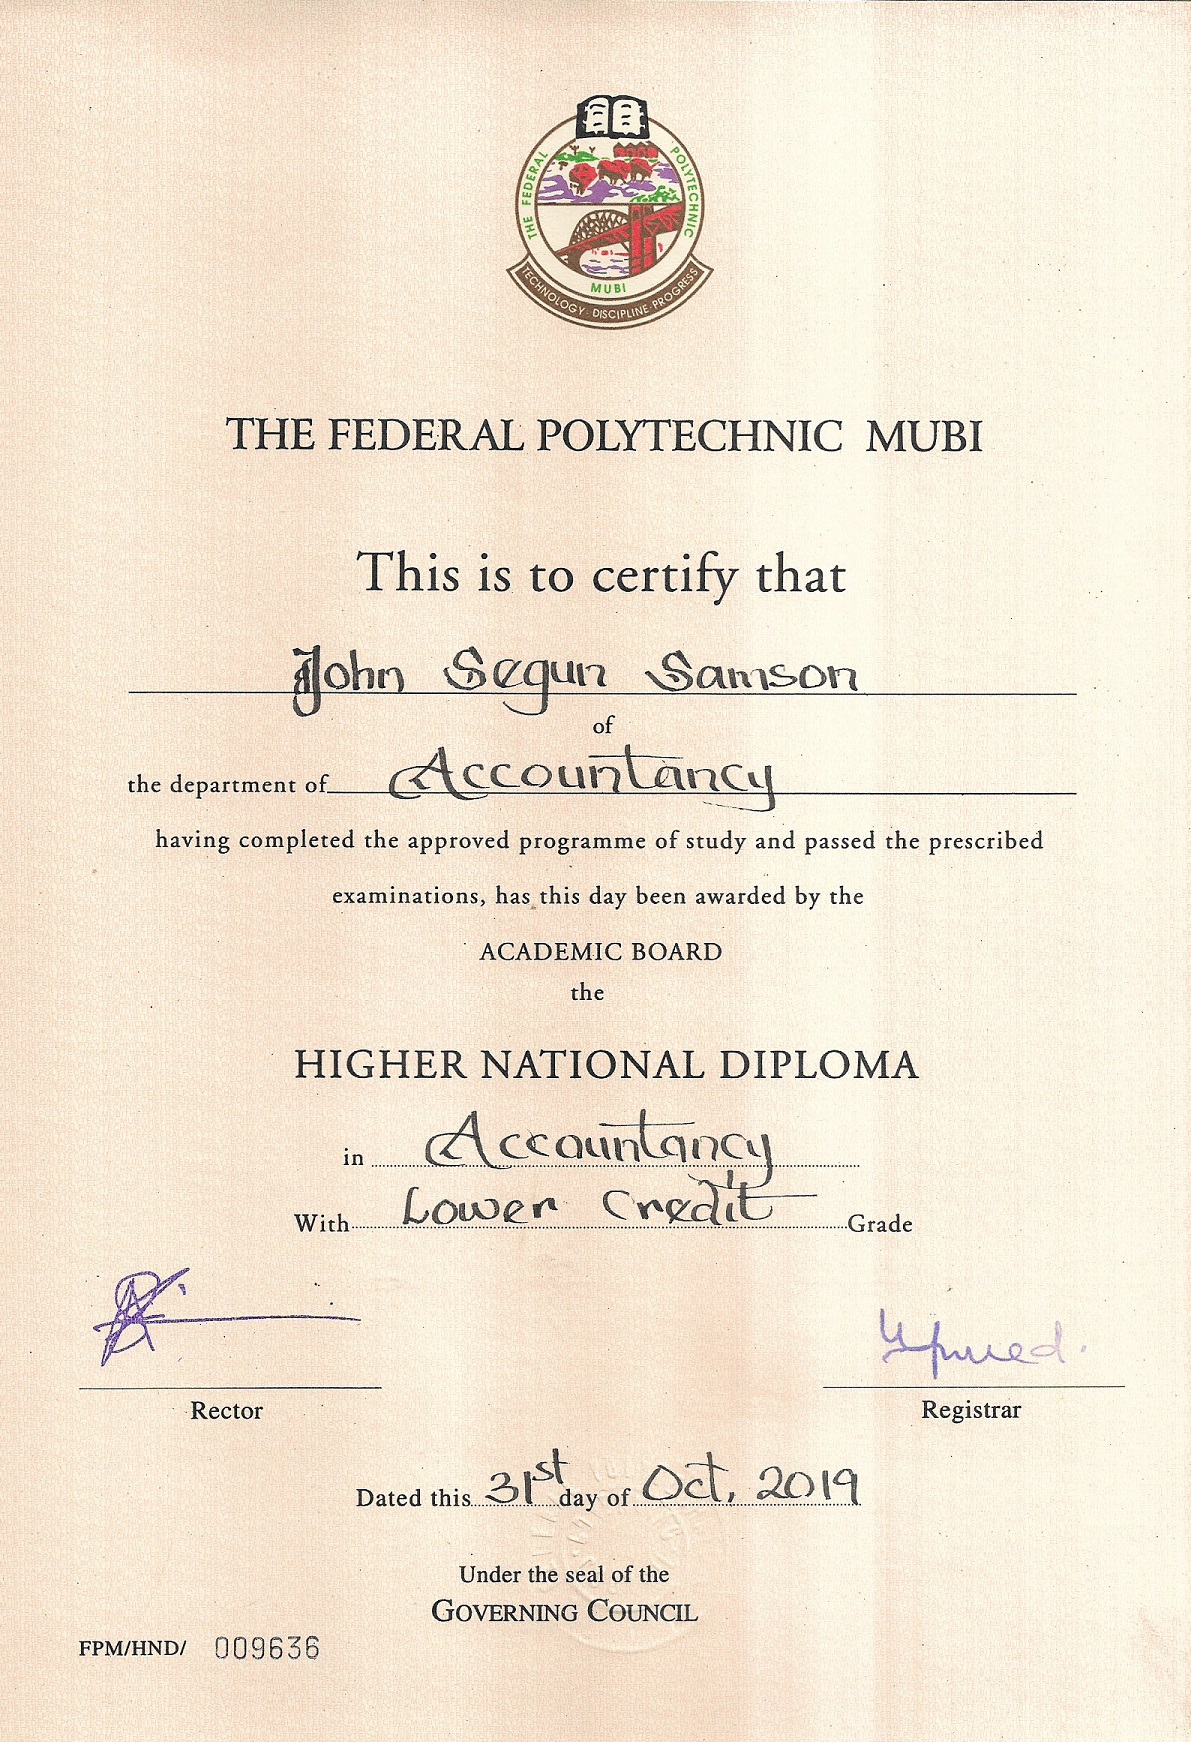 THE FEDERAL POLYTECHNIC
MUBI
TECHNOLOGY · DISCIPLINE · PROGRESS
THE FEDERAL POLYTECHNIC MUBI
This is to certify that
John Segun Samson
of
the department of Accountancy
having completed the approved programme of study and passed the prescribed
examinations, has this day been awarded by the
ACADEMIC BOARD
the
HIGHER NATIONAL DIPLOMA
in Accountancy
With Lower Credit Grade
Rector
Registrar
Dated this 31st day of Oct, 2019
Under the seal of the
GOVERNING COUNCIL
FPM/HND/ 009636